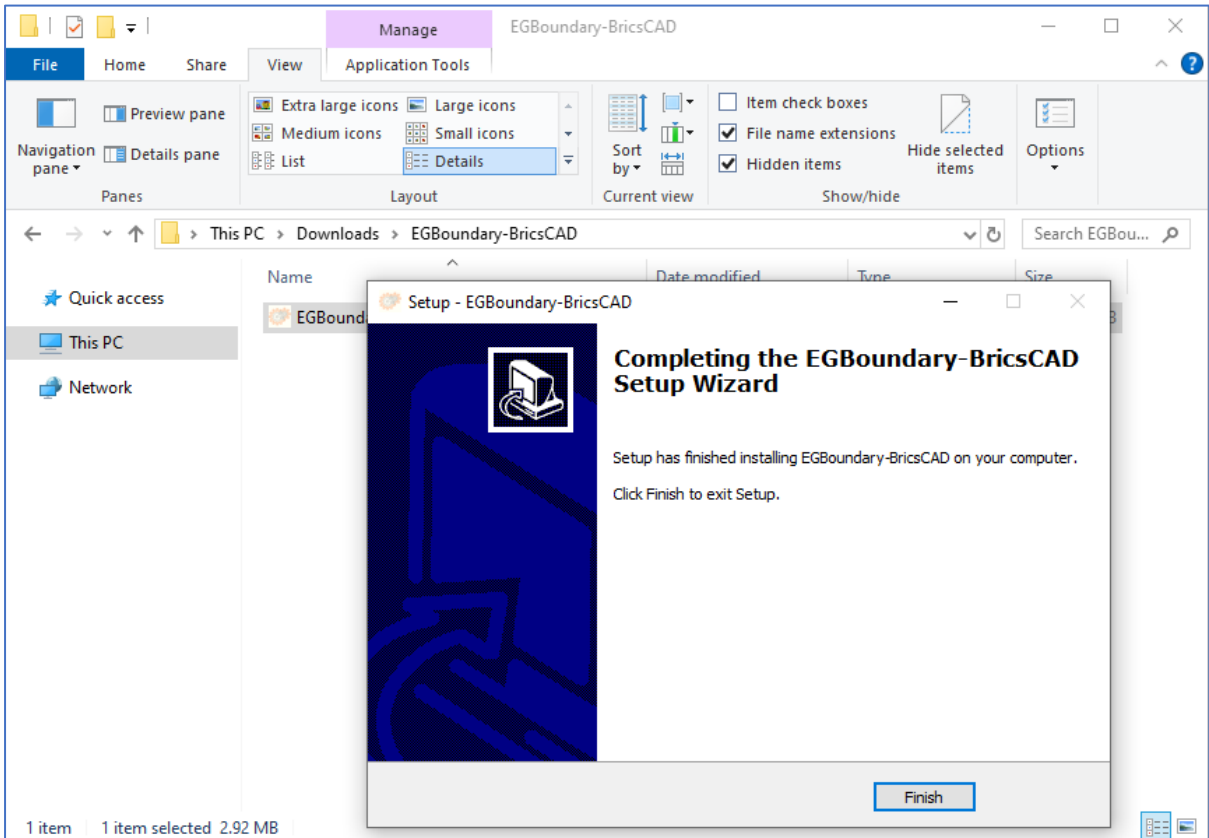 Manage EGBoundary-BricsCAD
File Home Share View Application Tools
Preview pane Extra large icons Large icons Item check boxes
Medium icons Small icons File name extensions
Navigation pane Details pane List Details Sort by Hidden items Hide selected items Options
Panes Layout Current view Show/hide
This PC > Downloads > EGBoundary-BricsCAD Search EGBou...
Name Date modified Type Size
Quick access
This PC
Network
Setup - EGBoundary-BricsCAD
Completing the EGBoundary-BricsCAD
Setup Wizard
Setup has finished installing EGBoundary-BricsCAD on your computer.
Click Finish to exit Setup.
Finish
1 item 1 item selected 2.92 MB